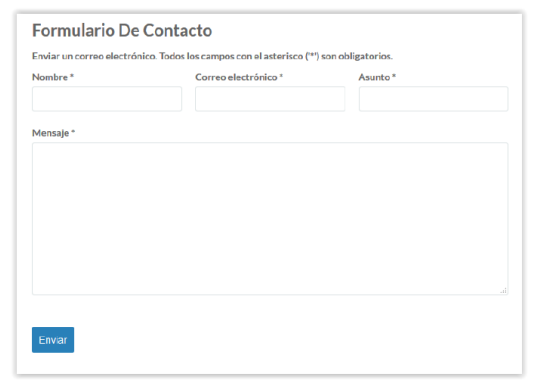 Formulario De Contacto
Enviar un correo electrónico. Todos los campos con el asterisco ('*') son obligatorios.
Nombre * Correo electrónico * Asunto *
Mensaje *
Enviar